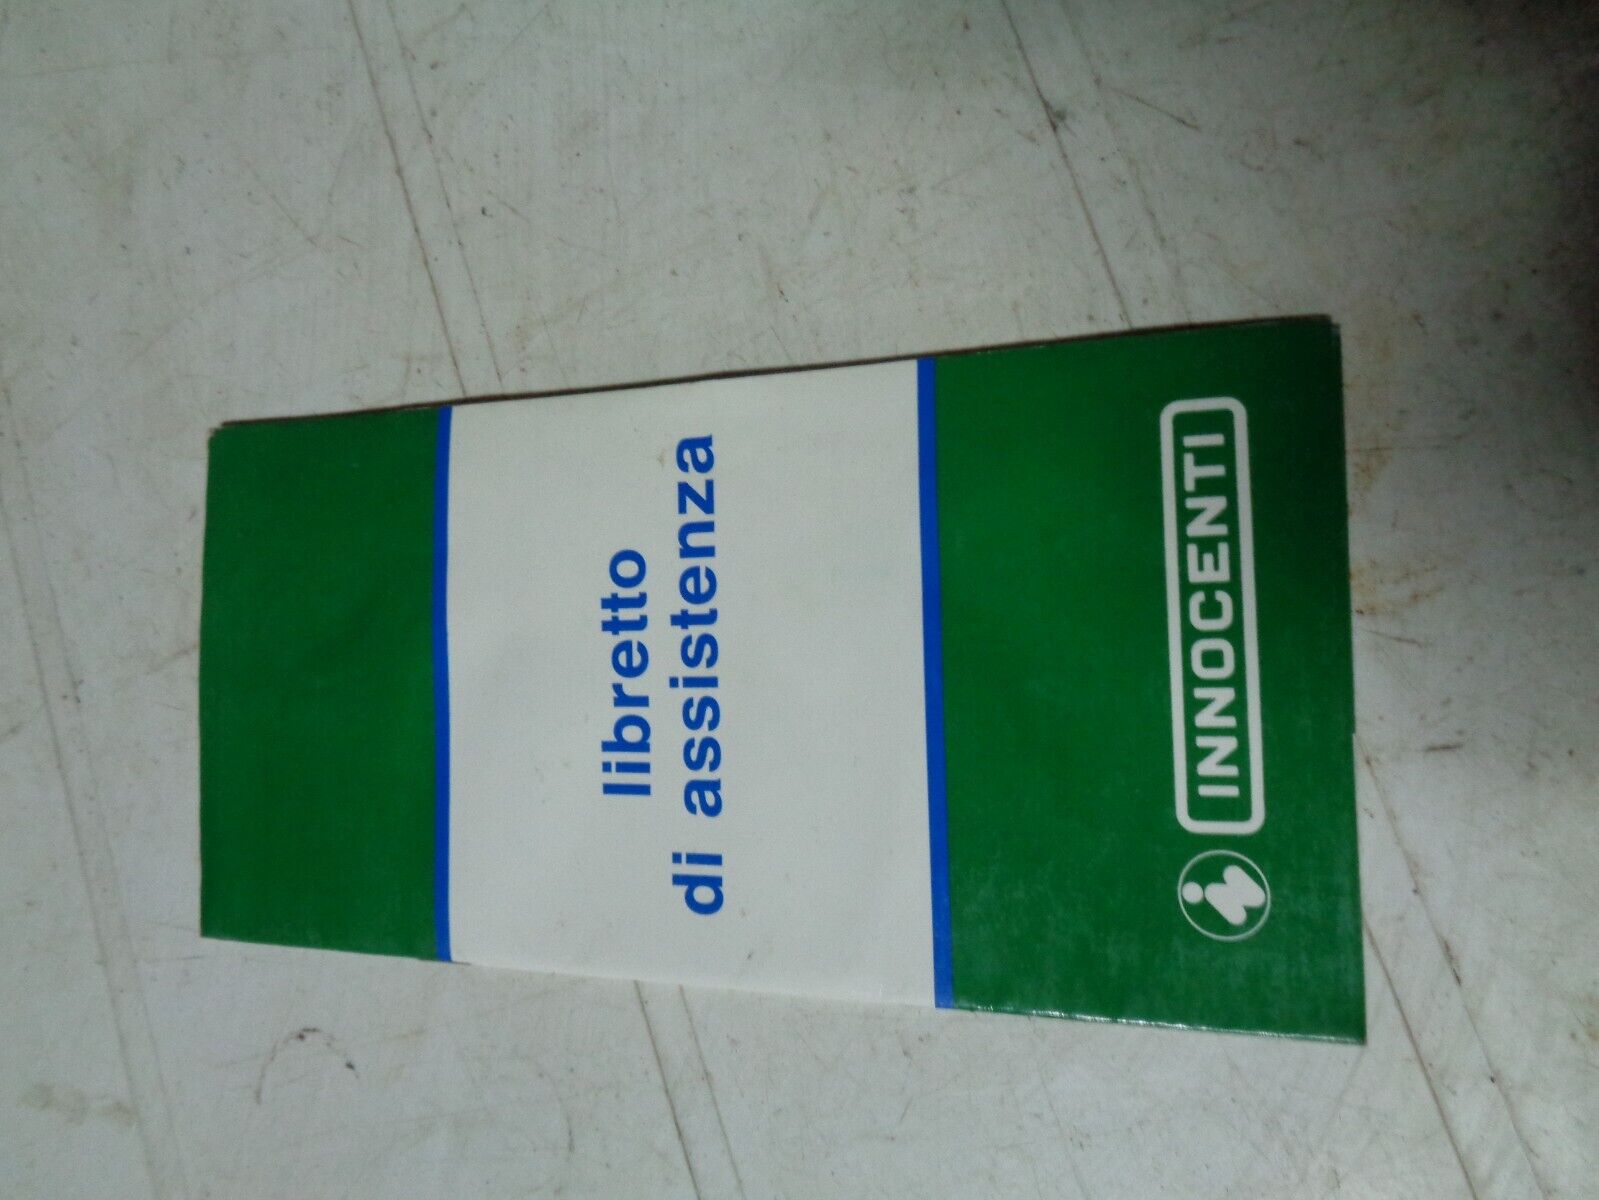 libretto
di assistenza
INNOCENTI